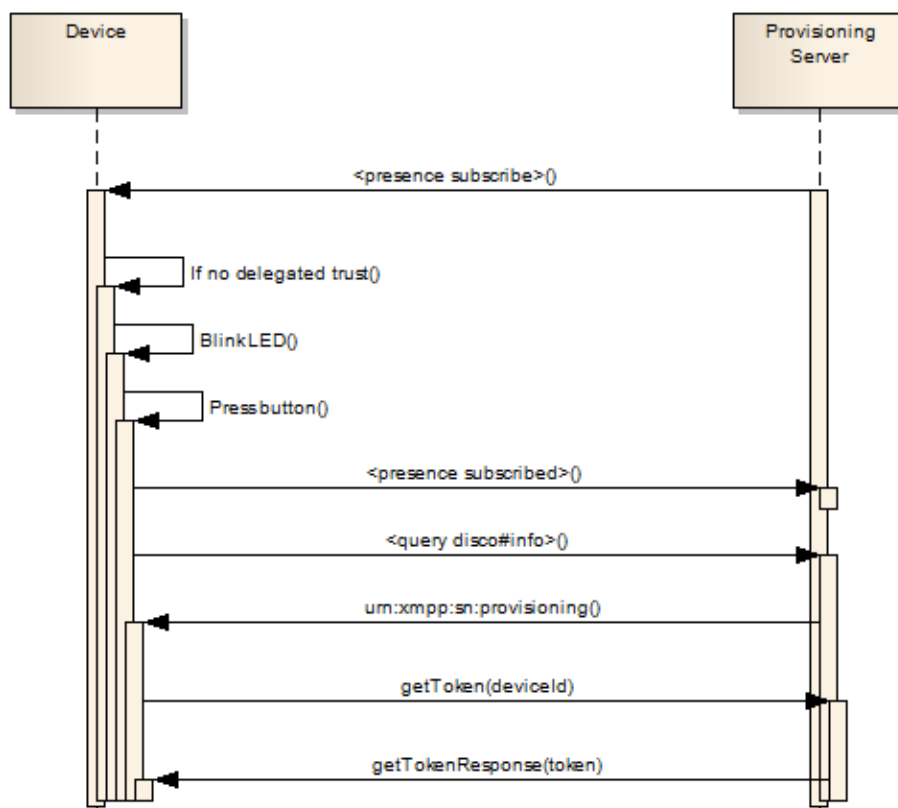 Device
Provisioning
Server
<presence subscribe>()
If no delegated trust()
BlinkLED()
Pressbutton()
<presence subscribed>()
<query disco#info>()
urn:xmpp:sn:provisioning()
getToken(deviceId)
getTokenResponse(token)